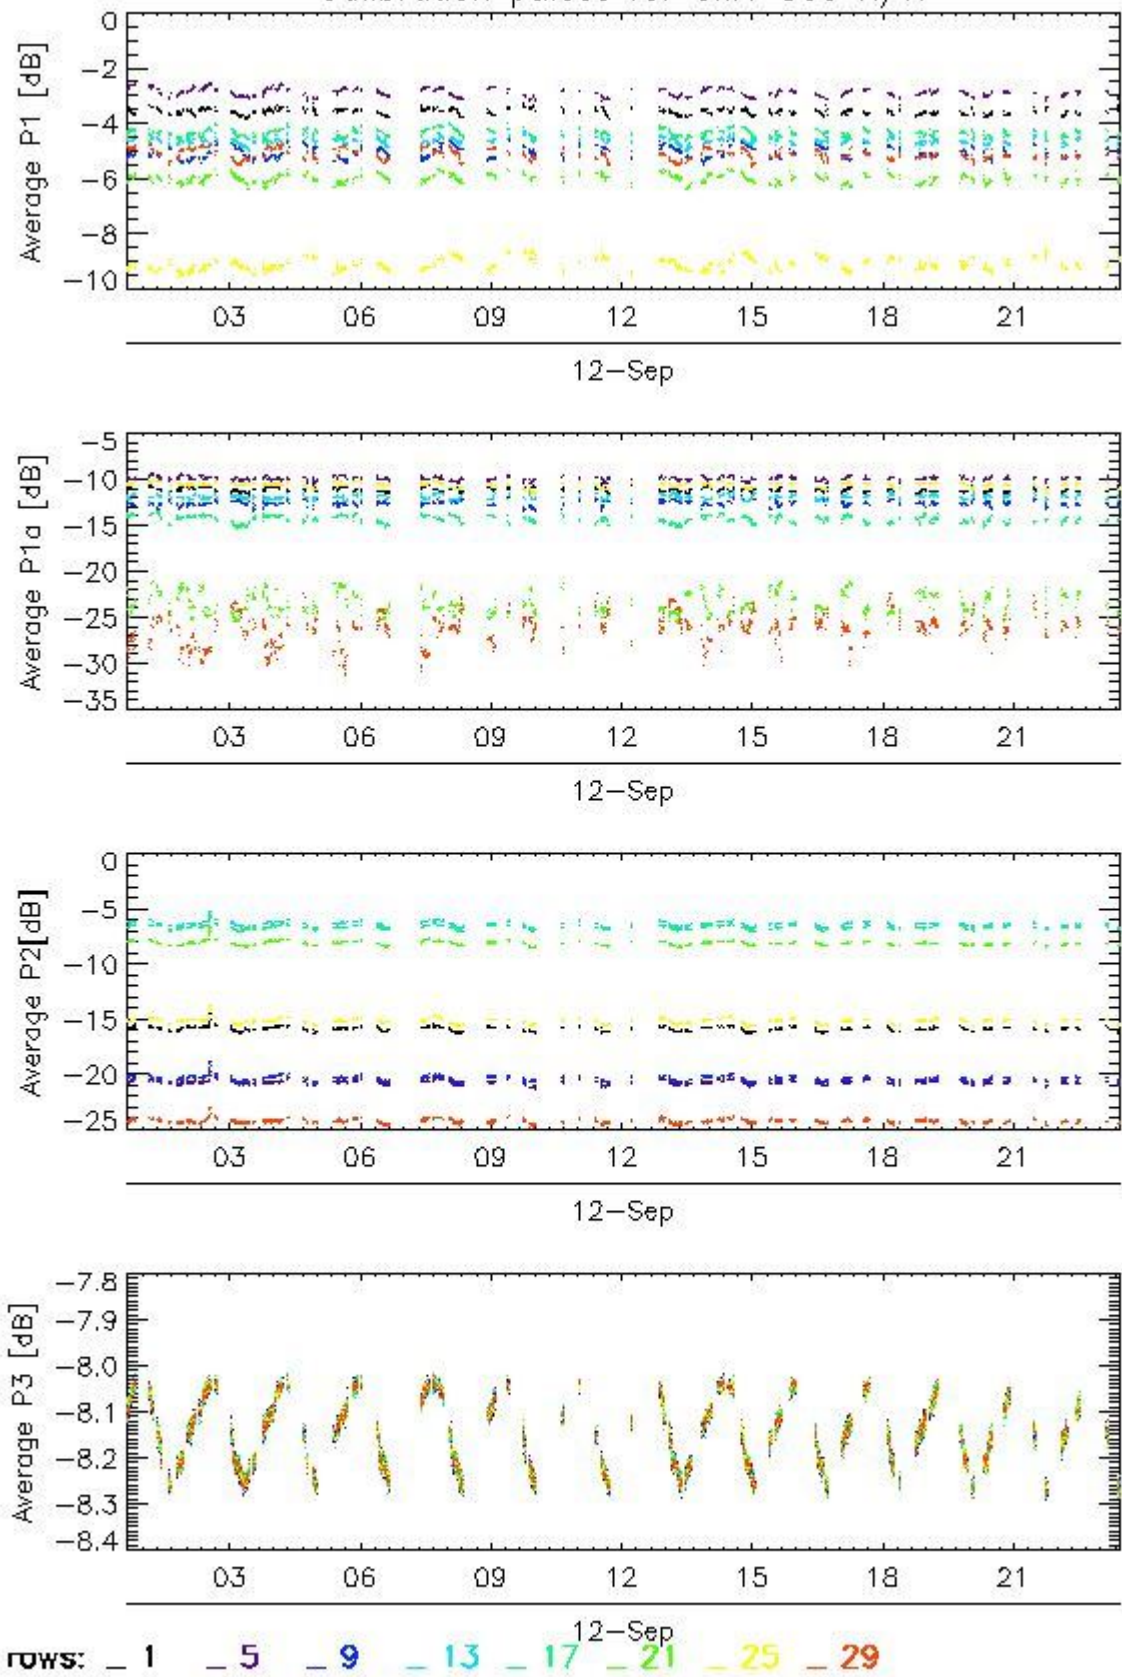 Average P1 [dB]
0
−2
−4
−6
−8
−10
03 06 09 12 15 18 21
12−Sep
Average P1a [dB]
−5
−10
−15
−20
−25
−30
−35
03 06 09 12 15 18 21
12−Sep
Average P2[dB]
0
−5
−10
−15
−20
−25
03 06 09 12 15 18 21
12−Sep
Average P3 [dB]
−7.8
−7.9
−8.0
−8.1
−8.2
−8.3
−8.4
03 06 09 12 15 18 21
12−Sep
rows: _ 1 _ 5 _ 9 _ 13 _ 17 _ 21 _ 25 _ 29